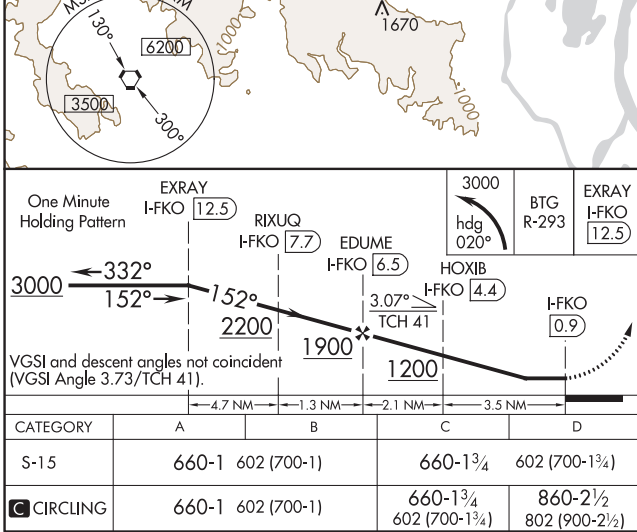 130°
6200
1000
1670
3500
300°
1000
One Minute
Holding Pattern
EXRAY
I-FKO 12.5
RIXUQ
I-FKO 7.7
EDUME
I-FKO 6.5
HOXIB
I-FKO 4.4
3000
hdg
020°
BTG
R-293
EXRAY
I-FKO
12.5
I-FKO
0.9
3000
332°
152°
152°
2200
1900
3.07°
TCH 41
1200
VGSI and descent angles not coincident
(VGSI Angle 3.73/TCH 41).
4.7 NM 1.3 NM 2.1 NM 3.5 NM
CATEGORY A B C D
S-15 660-1 602 (700-1) 660-1¾ 602 (700-1¾)
C CIRCLING 660-1 602 (700-1) 660-1¾ 602 (700-1¾) 860-2½ 802 (900-2½)